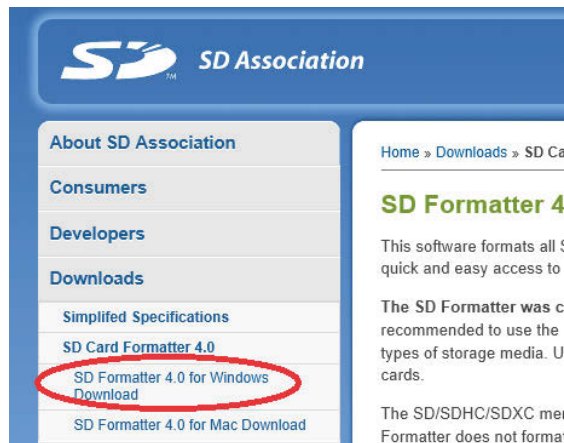 SD TM SD Association
About SD Association
Consumers
Developers
Downloads
Simplifed Specifications
SD Card Formatter 4.0
SD Formatter 4.0 for Windows
Download
SD Formatter 4.0 for Mac Download
Home » Downloads » SD Ca
SD Formatter 4
This software formats all S
quick and easy access to
The SD Formatter was c
recommended to use the
types of storage media. U
cards.
The SD/SDHC/SDXC mem
Formatter does not format